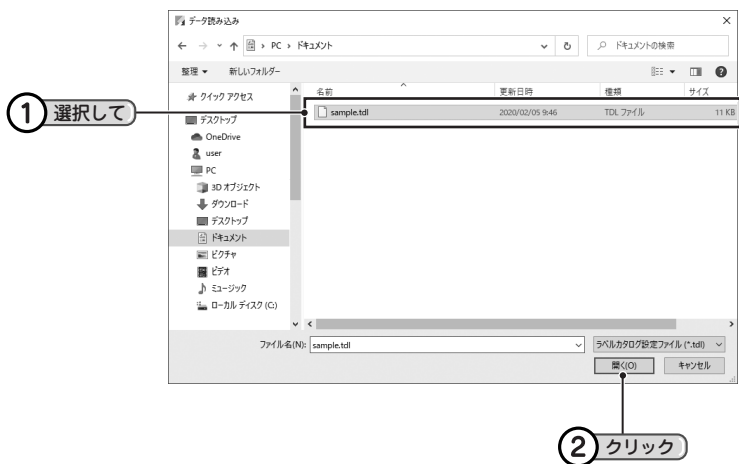 データ読み込み
PC › ドキュメント
ドキュメントの検索
整理 ▼ 新しいフォルダー
名前 更新日時 種類 サイズ
sample.tdl 2020/02/05 9:46 TDL ファイル 11 KB
① 選択して
クイック アクセス
デスクトップ
OneDrive
user
PC
3D オブジェクト
ダウンロード
デスクトップ
ドキュメント
ピクチャ
ビデオ
ミュージック
ローカル ディスク (C:)
ファイル名(N): sample.tdl ラベルカタログ設定ファイル (*.tdl)
開く(O) キャンセル
② クリック